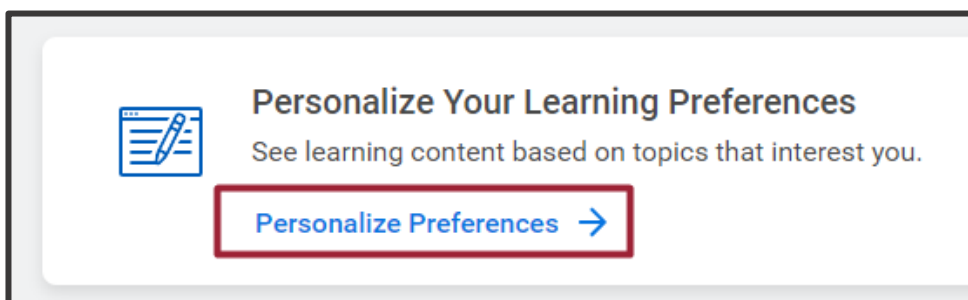 Personalize Your Learning Preferences
See learning content based on topics that interest you.
Personalize Preferences →